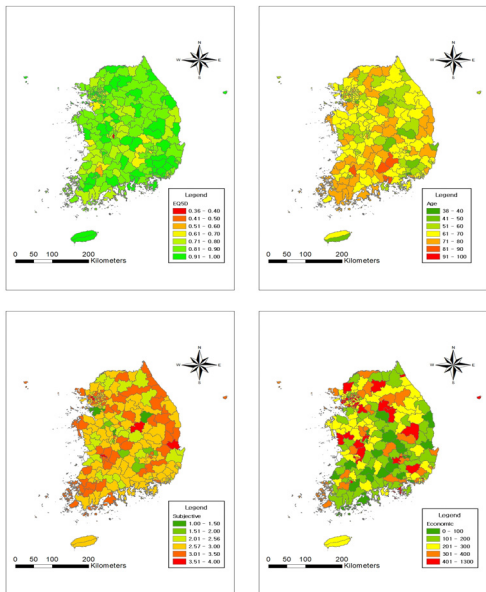 N
W E
S
Legend
EQ5D
0.36 - 0.40
0.41 - 0.50
0.51 - 0.60
0.61 - 0.70
0.71 - 0.80
0.81 - 0.90
0.91 - 1.00
0 50 100 200
Kilometers
N
W E
S
Legend
Age
36 - 40
41 - 50
51 - 60
61 - 70
71 - 80
81 - 90
91 - 100
0 50 100 200
Kilometers
N
W E
S
Legend
Subjective
1.00 - 1.50
1.51 - 2.00
2.01 - 2.56
2.57 - 3.00
3.01 - 3.50
3.51 - 4.00
0 50 100 200
Kilometers
N
W E
S
Legend
Economic
0 - 100
101 - 200
201 - 300
301 - 400
401 - 1300
0 50 100 200
Kilometers